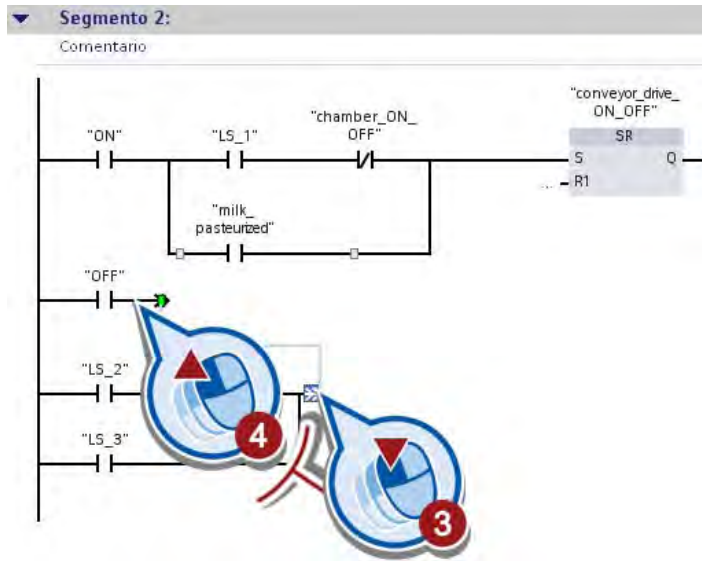 Segmento 2:
Comentario
"conveyor_drive_
ON_OFF"
"chamber_ON_
OFF"
"ON"
"LS_1"
SR
S
Q
...
R1
"milk_
pasteurized"
"OFF"
"LS_2"
4
"LS_3"
3